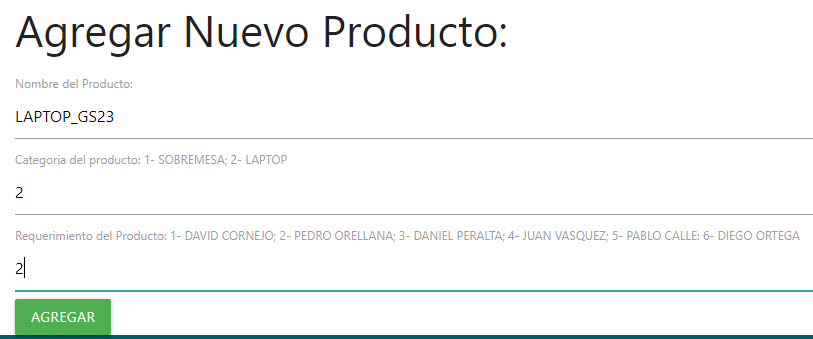 Agregar Nuevo Producto:
Nombre del Producto:
LAPTOP_GS23
Categoria del producto: 1- SOBREMESA; 2- LAPTOP
2
Requerimiento del Producto: 1- DAVID CORNEJO; 2- PEDRO ORELLANA; 3- DANIEL PERALTA; 4- JUAN VASQUEZ; 5- PABLO CALLE: 6- DIEGO ORTEGA
2
AGREGAR